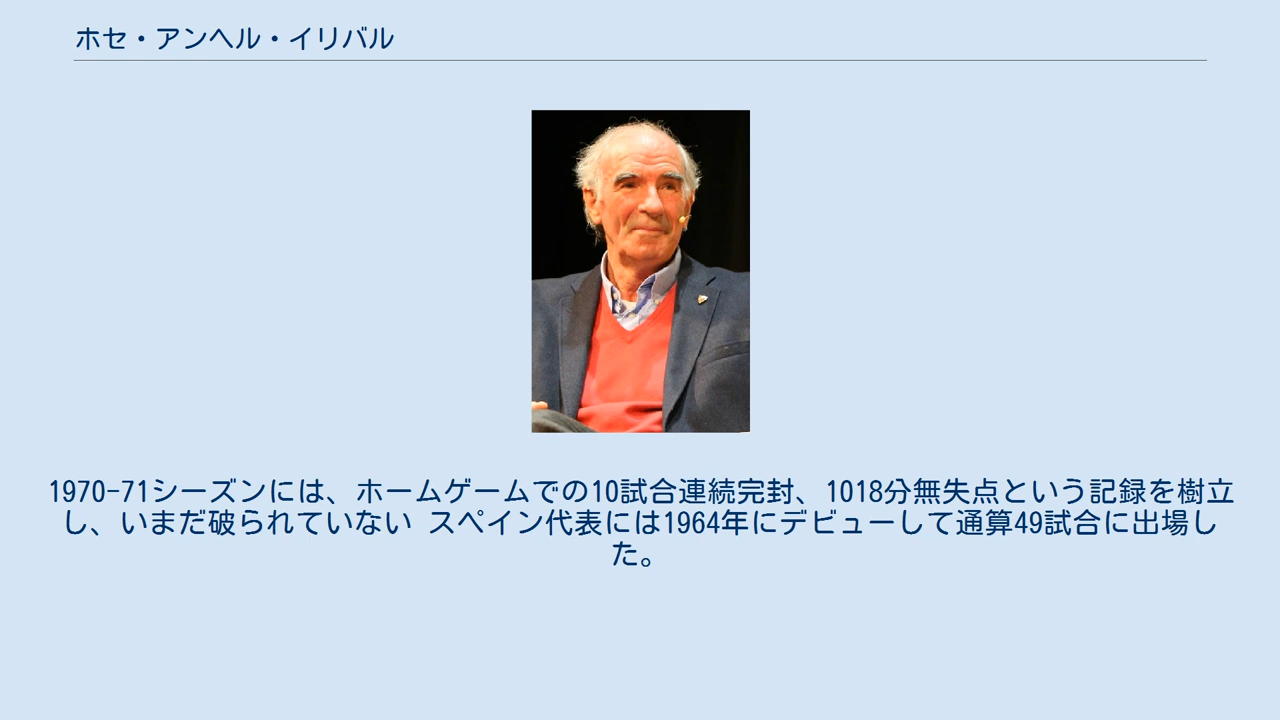 ホセ・アンヘル・イリバル
1970-71シーズンには、ホームゲームでの10試合連続完封、1018分無失点という記録を樹立
し、いまだ破られていない スペイン代表には1964年にデビューして通算49試合に出場し
た。